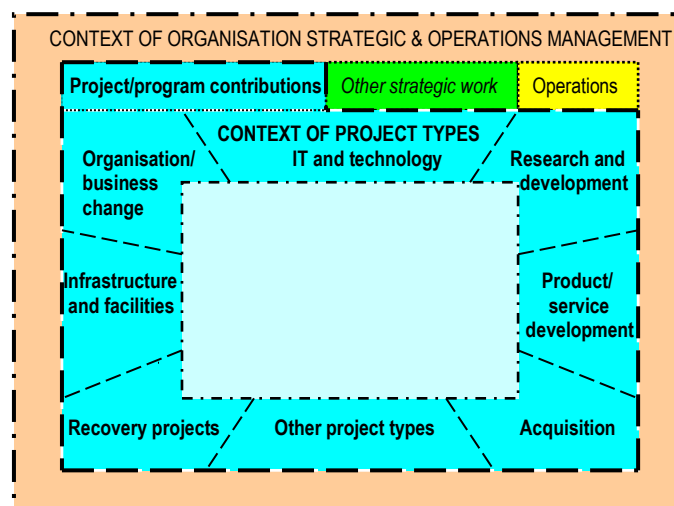 CONTEXT OF ORGANISATION STRATEGIC & OPERATIONS MANAGEMENT
Project/program contributions
Other strategic work
Operations
CONTEXT OF PROJECT TYPES
IT and technology
Organisation/
business
change
Research and
development
Infrastructure
and facilities
Product/
service
development
Recovery projects
Other project types
Acquisition